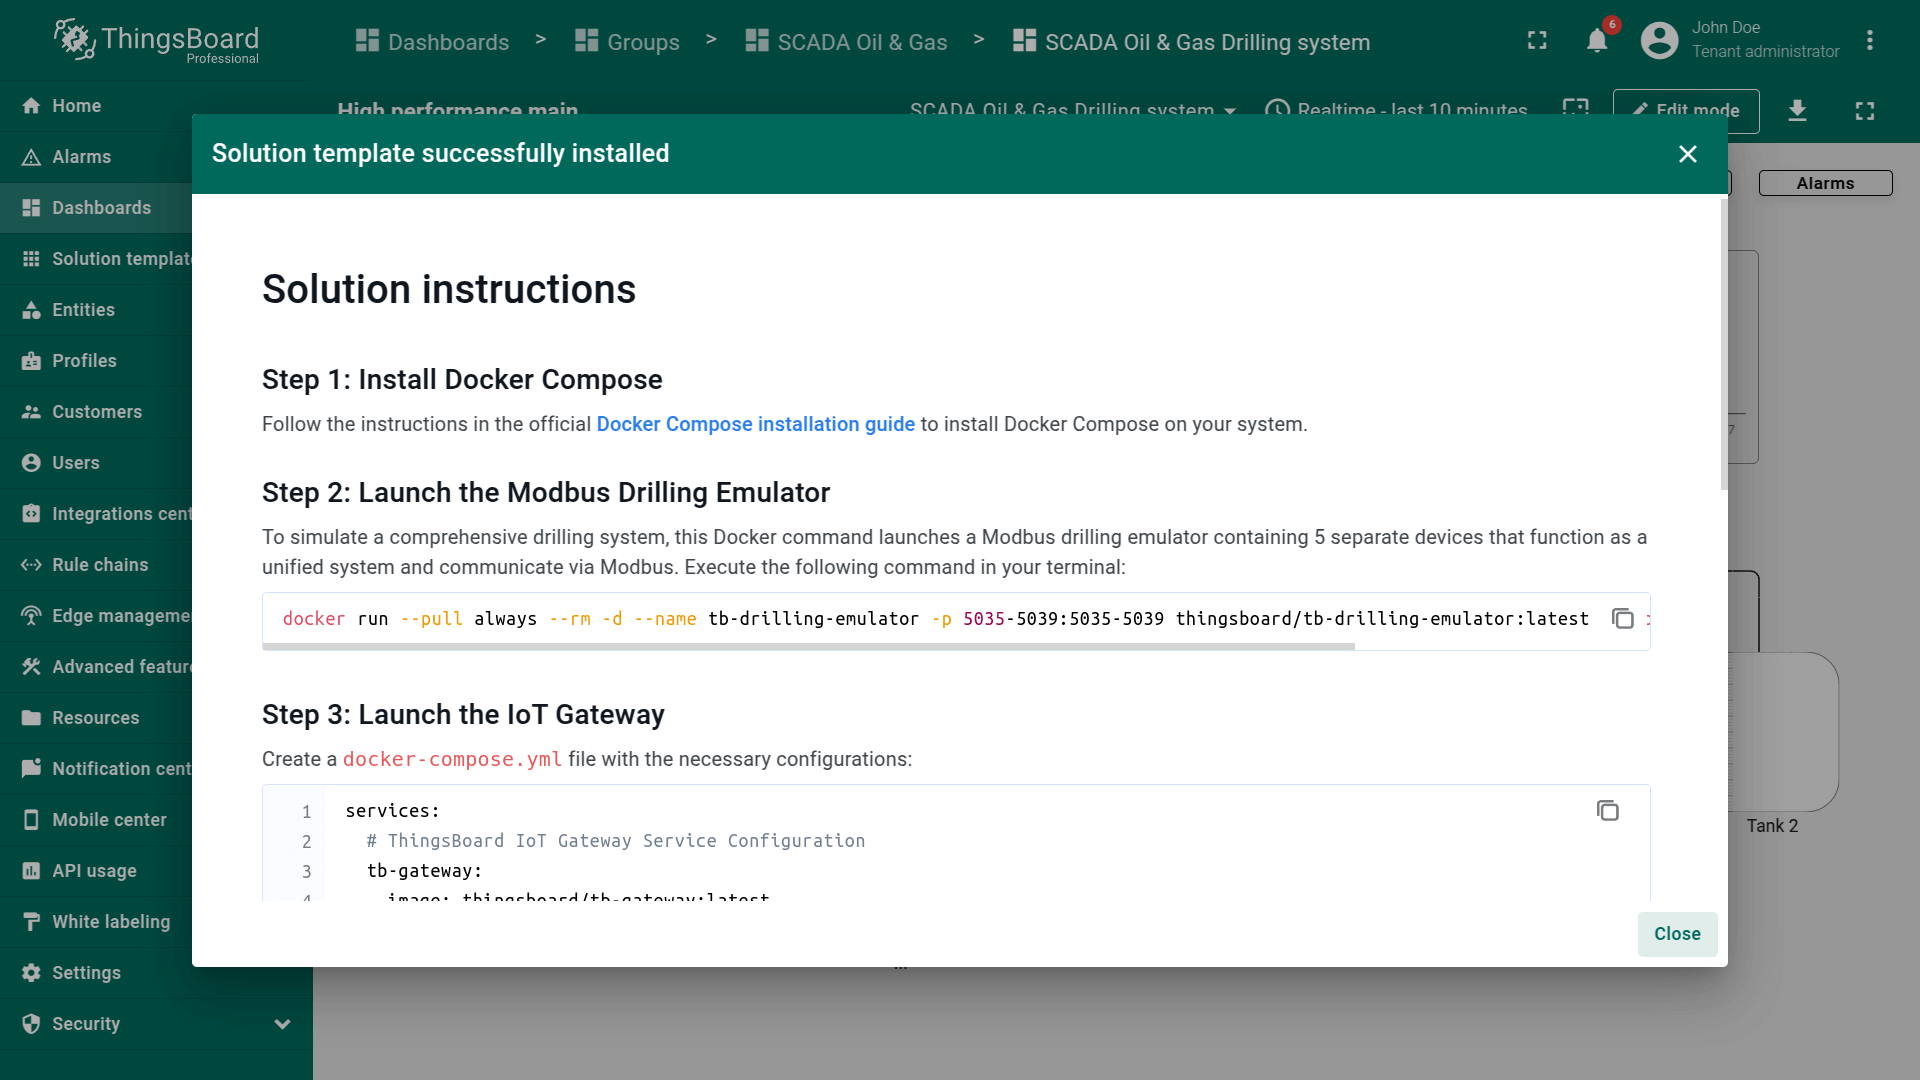 ThingsBoard
Professional
Dashboards > Groups > SCADA Oil & Gas > SCADA Oil & Gas Drilling system
6
John Doe
Tenant administrator
High performance main
SCADA Oil & Gas Drilling system
Realtime - last 10 minutes
Edit mode
Home
Alarms
Dashboards
Solution templat
Entities
Profiles
Customers
Users
Integrations cent
Rule chains
Edge manageme
Advanced featur
Resources
Notification cent
Mobile center
API usage
White labeling
Settings
Security
Solution template successfully installed
Solution instructions
Step 1: Install Docker Compose
Follow the instructions in the official Docker Compose installation guide to install Docker Compose on your system.
Step 2: Launch the Modbus Drilling Emulator
To simulate a comprehensive drilling system, this Docker command launches a Modbus drilling emulator containing 5 separate devices that function as a
unified system and communicate via Modbus. Execute the following command in your terminal:
docker run --pull always --rm -d --name tb-drilling-emulator -p 5035-5039:5035-5039 thingsboard/tb-drilling-emulator:latest
Step 3: Launch the IoT Gateway
Create a docker-compose.yml file with the necessary configurations:
1 services:
2 # ThingsBoard IoT Gateway Service Configuration
3 tb-gateway:
4 image: thingsboard/tb-gateway:latest
Close
Alarms
7
Tank 2